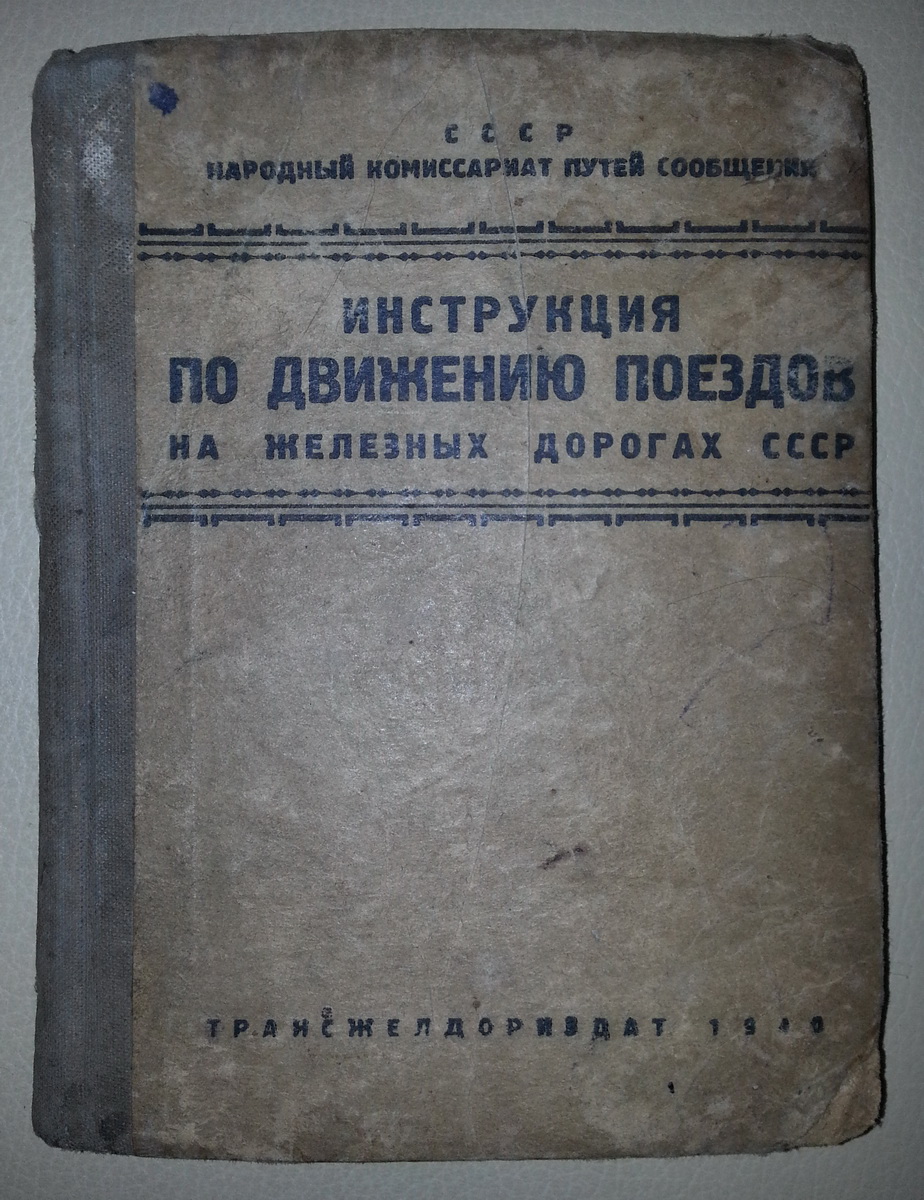 СССР
НАРОДНЫЙ КОМИССАРИАТ ПУТЕЙ СООБЩЕНИЯ
ИНСТРУКЦИЯ
ПО ДВИЖЕНИЮ ПОЕЗДОВ
НА ЖЕЛЕЗНЫХ ДОРОГАХ СССР
ТРАНСЖЕЛДОРИЗДАТ 1940